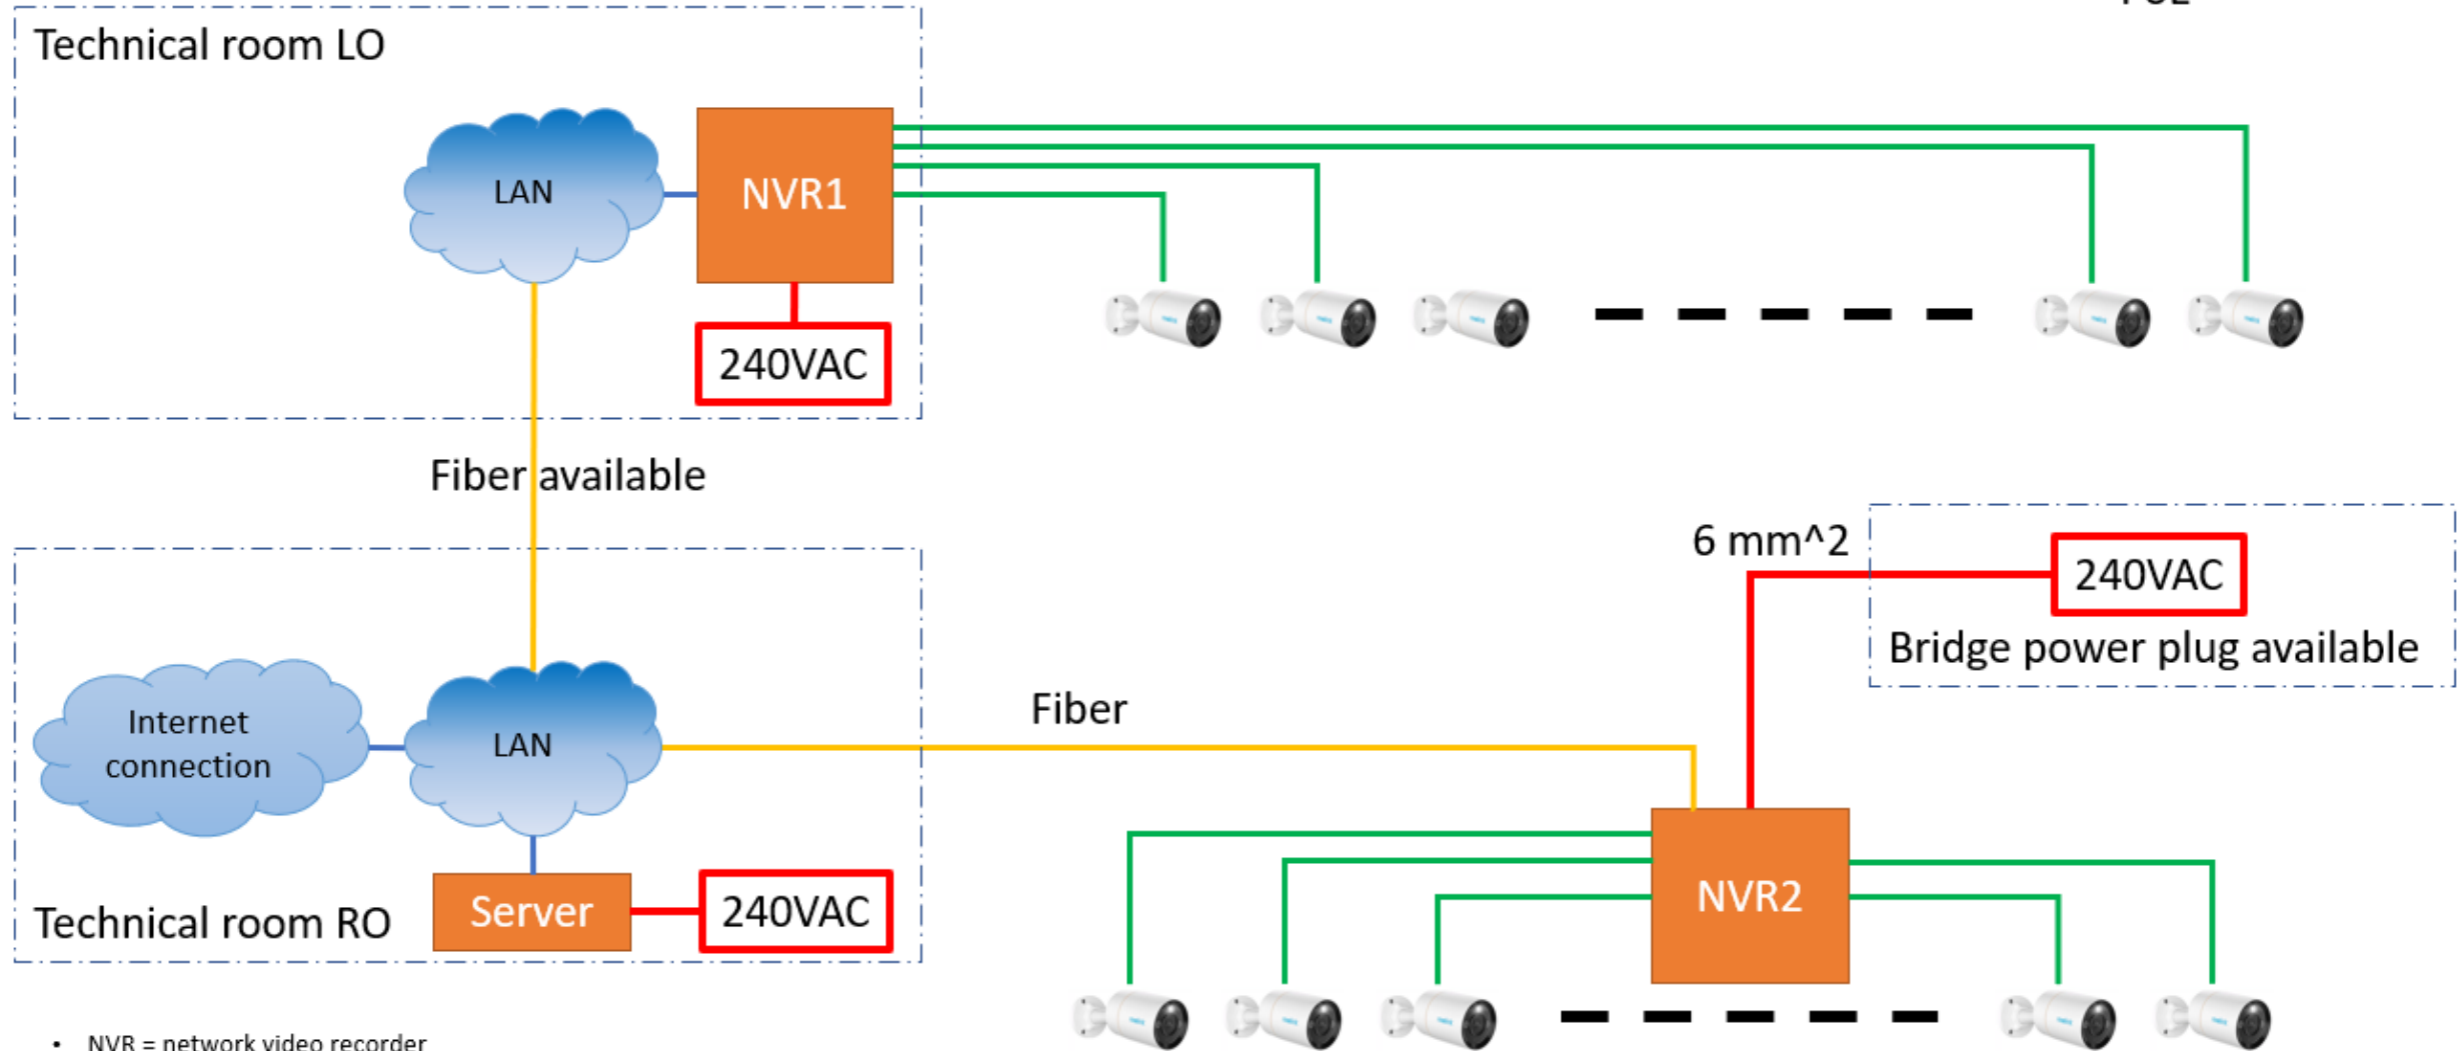 POE
Technical room LO
LAN
NVR1
240VAC
Fiber available
6 mm^2
240VAC
Bridge power plug available
Fiber
Internet
connection
LAN
Server
240VAC
Technical room RO
NVR2
• NVR = network video recorder